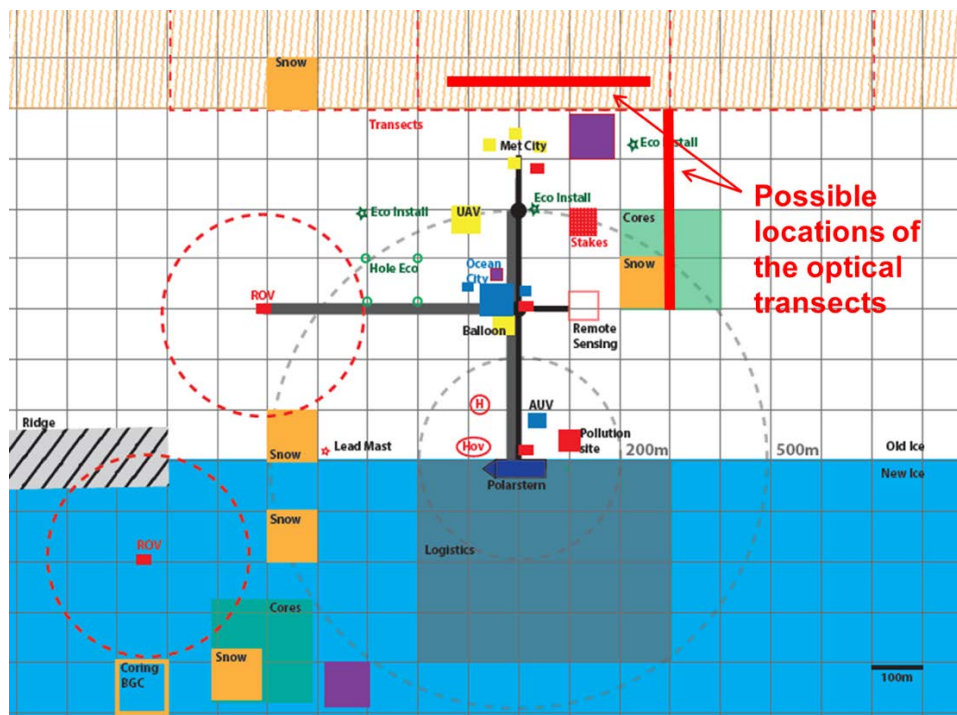 Snow
Transects
Met City
Eco Install
Possible
locations of
the optical
transects
Eco Install
Eco Install
UAV
Stakes
Cores
Snow
Ocean
City
Hole Eco
ROV
Balloon
Remote
Sensing
H
AUV
Ridge
Snow
Lead Mast
Hov
Pollution
site
200m
500m
Old Ice
New Ice
Polarstern
Snow
ROV
Logistics
Cores
Snow
Coring
BGC
100m